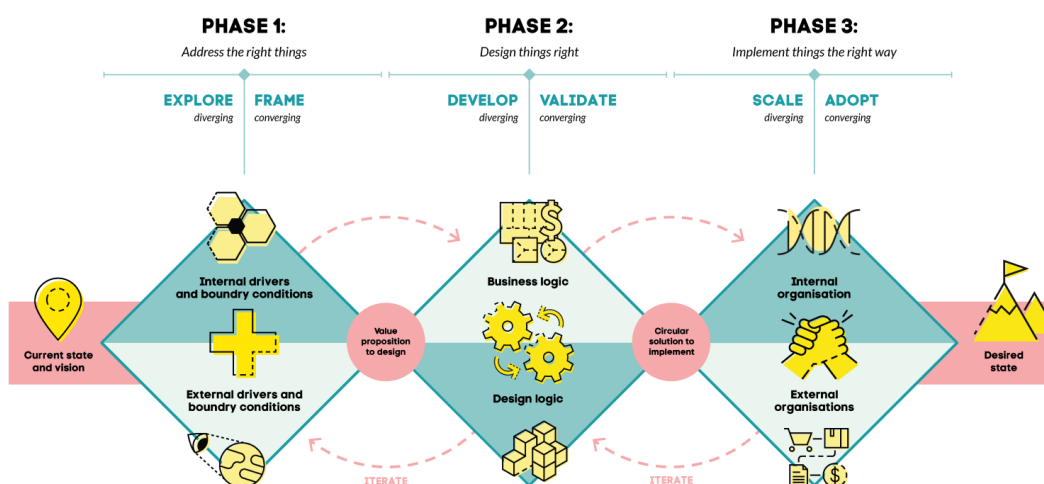 PHASE 1:
Address the right things
EXPLORE
diverging
FRAME
converging
PHASE 2:
Design things right
DEVELOP
diverging
VALIDATE
converging
PHASE 3:
Implement things the right way
SCALE
diverging
ADOPT
converging
Current state
and vision
Internal drivers
and boundry conditions
External drivers and
boundry conditions
Value
proposition
to design
Business logic
Design logic
Circular
solution to
implement
Internal
organisation
External
organisations
Desired
state
ITERATE
ITERATE